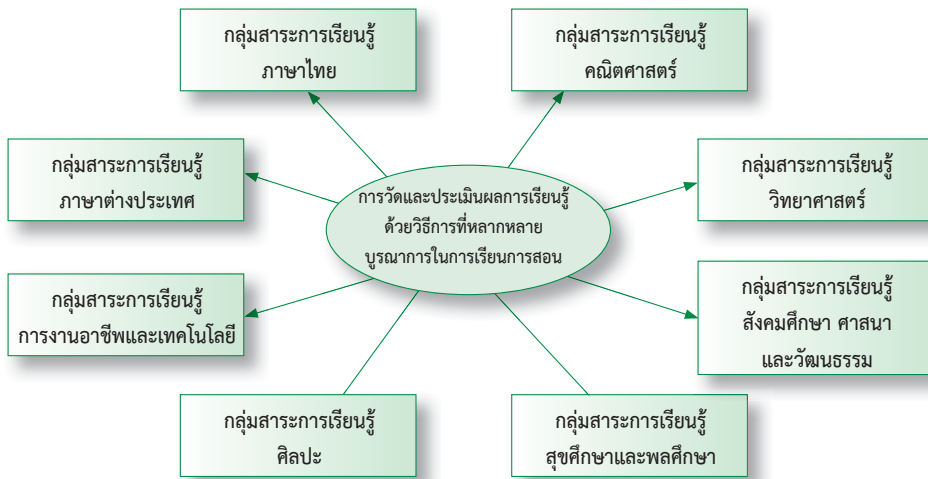 กลุ่มสาระการเรียนรู้
ภาษาไทย
กลุ่มสาระการเรียนรู้
คณิตศาสตร์
กลุ่มสาระการเรียนรู้
ภาษาต่างประเทศ
การวัดและประเมินผลการเรียนรู้
ด้วยวิธีการที่หลากหลาย
บูรณาการในการเรียนการสอน
กลุ่มสาระการเรียนรู้
วิทยาศาสตร์
กลุ่มสาระการเรียนรู้
การงานอาชีพและเทคโนโลยี
กลุ่มสาระการเรียนรู้
สังคมศึกษา ศาสนา
และวัฒนธรรม
กลุ่มสาระการเรียนรู้
ศิลปะ
กลุ่มสาระการเรียนรู้
สุขศึกษาและพลศึกษา